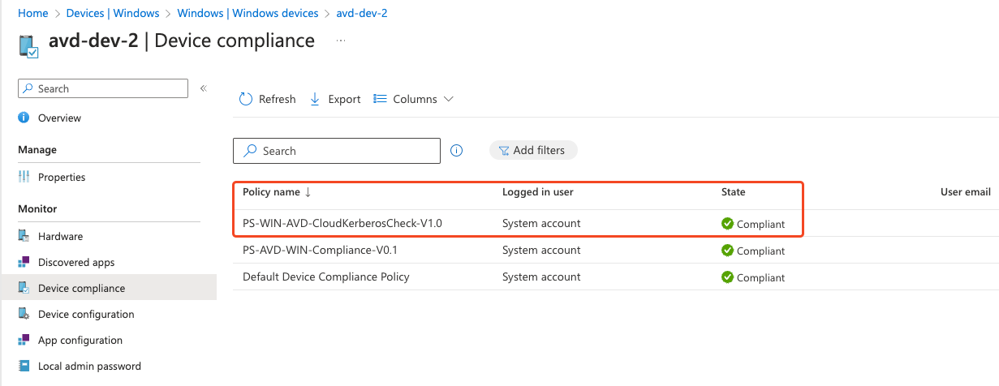 Home > Devices | Windows > Windows | Windows devices > avd-dev-2
avd-dev-2 | Device compliance ...
Search «
Refresh Export Columns
Overview
Search Add filters
Manage
Properties
Policy name ↓ Logged in user State User email
Monitor
PS-WIN-AVD-CloudKerberosCheck-V1.0 System account Compliant
Hardware
PS-AVD-WIN-Compliance-V0.1 System account Compliant
Discovered apps
Default Device Compliance Policy System account Compliant
Device compliance
Device configuration
App configuration
Local admin password